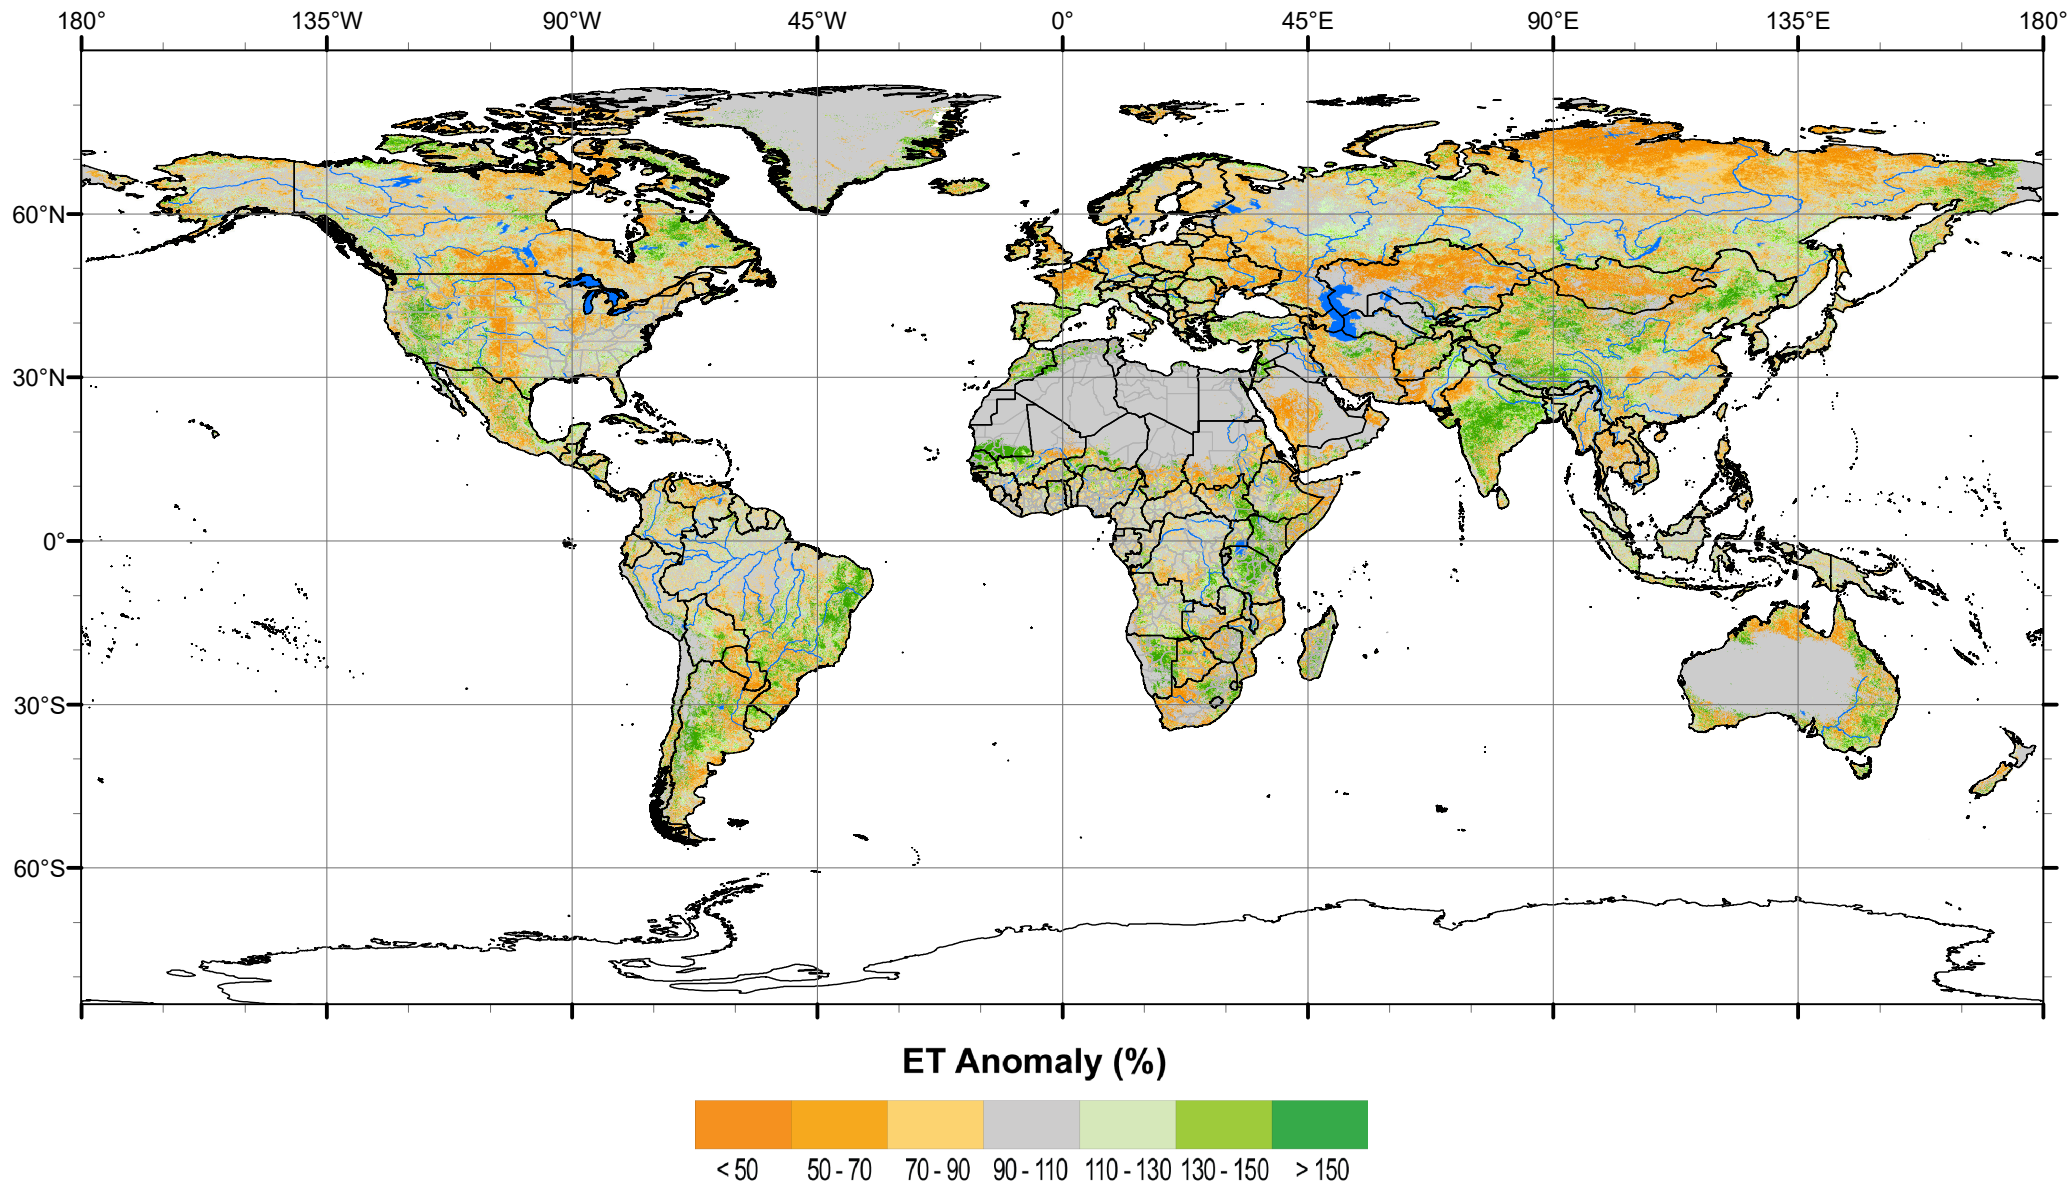 180° 135°W 90°W 45°W 0° 45°E 90°E 135°E 180°
60°N
30°N
0°
30°S
60°S
ET Anomaly (%)
< 50 50 - 70 70 - 90 90 - 110 110 - 130 130 - 150 > 150